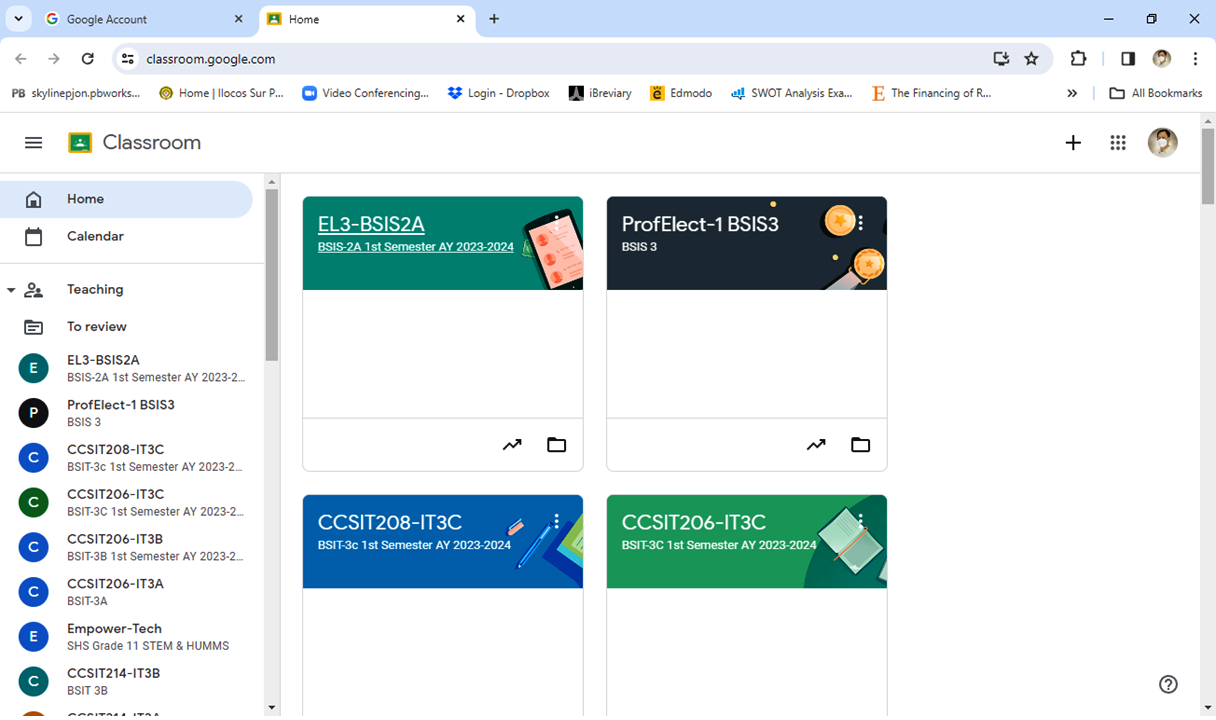 Google Account
Home
classroom.google.com
PB skylinepjon.pbworks...
Home | Ilocos Sur P...
Video Conferencing...
Login - Dropbox
iBreviary
Edmodo
SWOT Analysis Exa...
E The Financing of R...
»
All Bookmarks
Classroom
Home
Calendar
Teaching
To review
E
EL3-BSIS2A
BSIS-2A 1st Semester AY 2023-2...
P
ProfElect-1 BSIS3
BSIS 3
C
CCSIT208-IT3C
BSIT-3c 1st Semester AY 2023-2...
C
CCSIT206-IT3C
BSIT-3C 1st Semester AY 2023-2...
C
CCSIT206-IT3B
BSIT-3B 1st Semester AY 2023-2...
C
CCSIT206-IT3A
BSIT-3A
E
Empower-Tech
SHS Grade 11 STEM & HUMMS
C
CCSIT214-IT3B
BSIT 3B
CCSIT214-IT3A
EL3-BSIS2A
BSIS-2A 1st Semester AY 2023-2024
ProfElect-1 BSIS3
BSIS 3
CCSIT208-IT3C
BSIT-3c 1st Semester AY 2023-2024
CCSIT206-IT3C
BSIT-3C 1st Semester AY 2023-2024